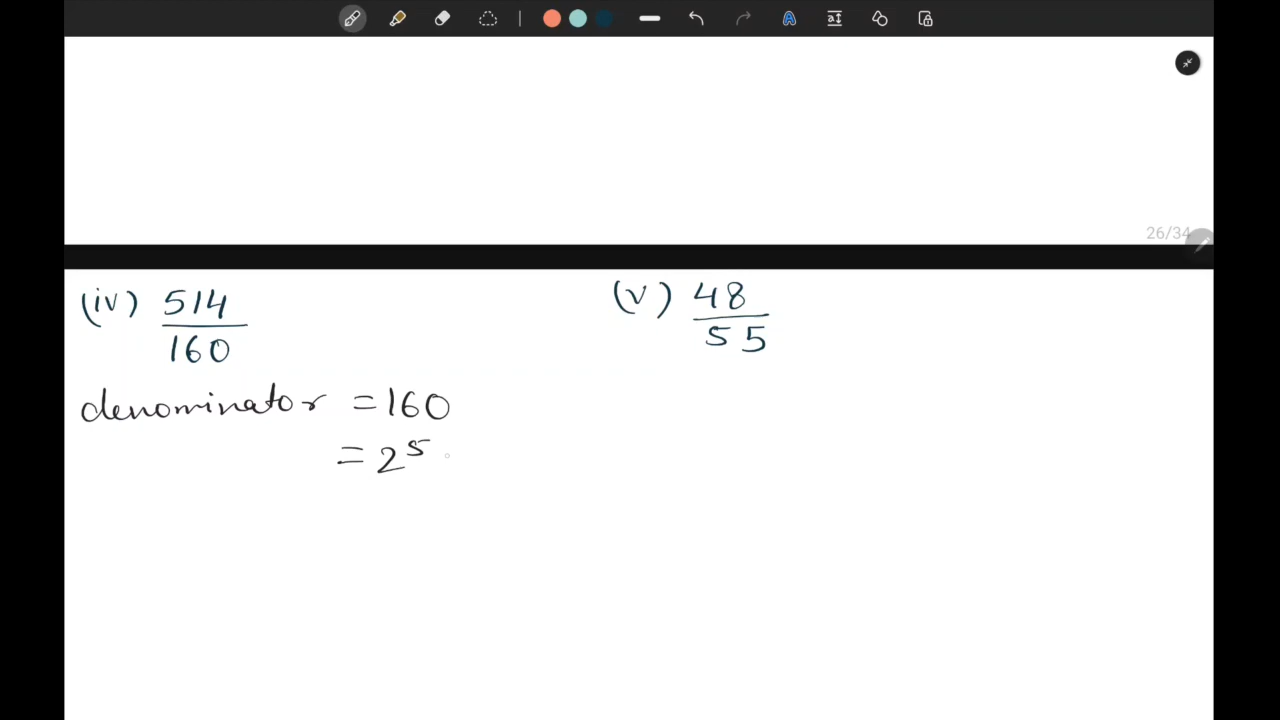 26/34
(iv) 514/160
(v) 48/55
denominator = 160
= 2⁵